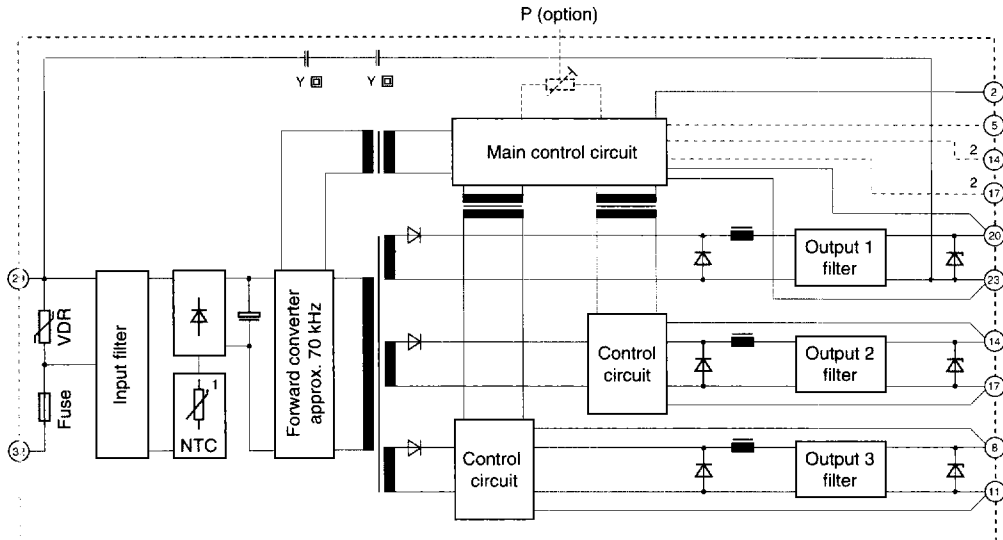 P (option)
Y
Y
2
5
Main control circuit
2
14
2
17
20
Output 1
filter
23
VDR
Fuse
Input filter
1
NTC
Forward converter
approx. 70 kHz
Control
circuit
14
Output 2
filter
17
Control
circuit
8
Output 3
filter
11